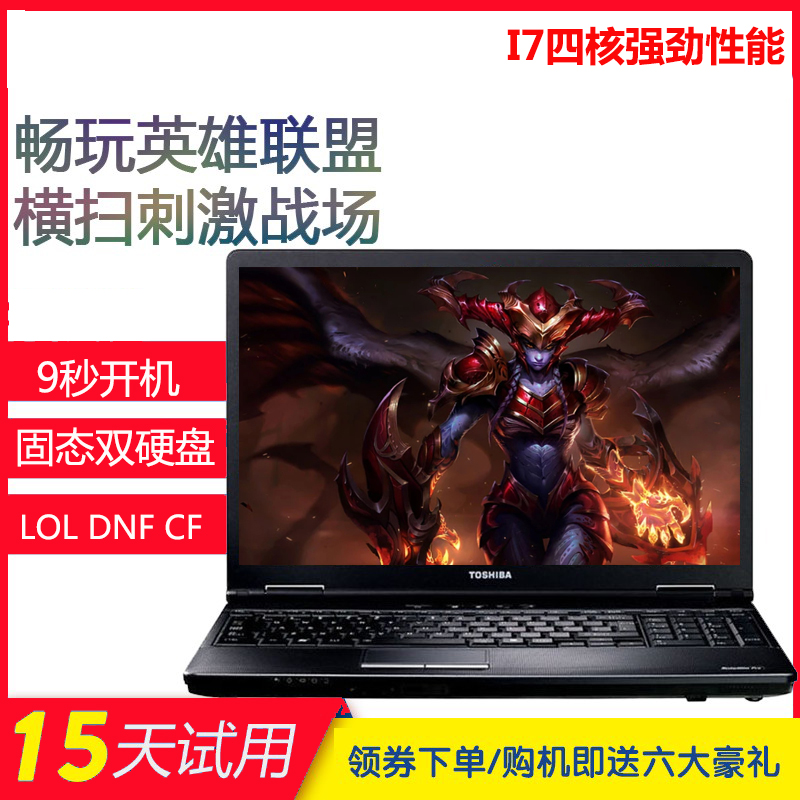 I7四核强劲性能
畅玩英雄联盟
横扫刺激战场
9秒开机
固态双硬盘
LOL DNF CF
TOSHIBA
15天试用
领券下单/购机即送六大豪礼